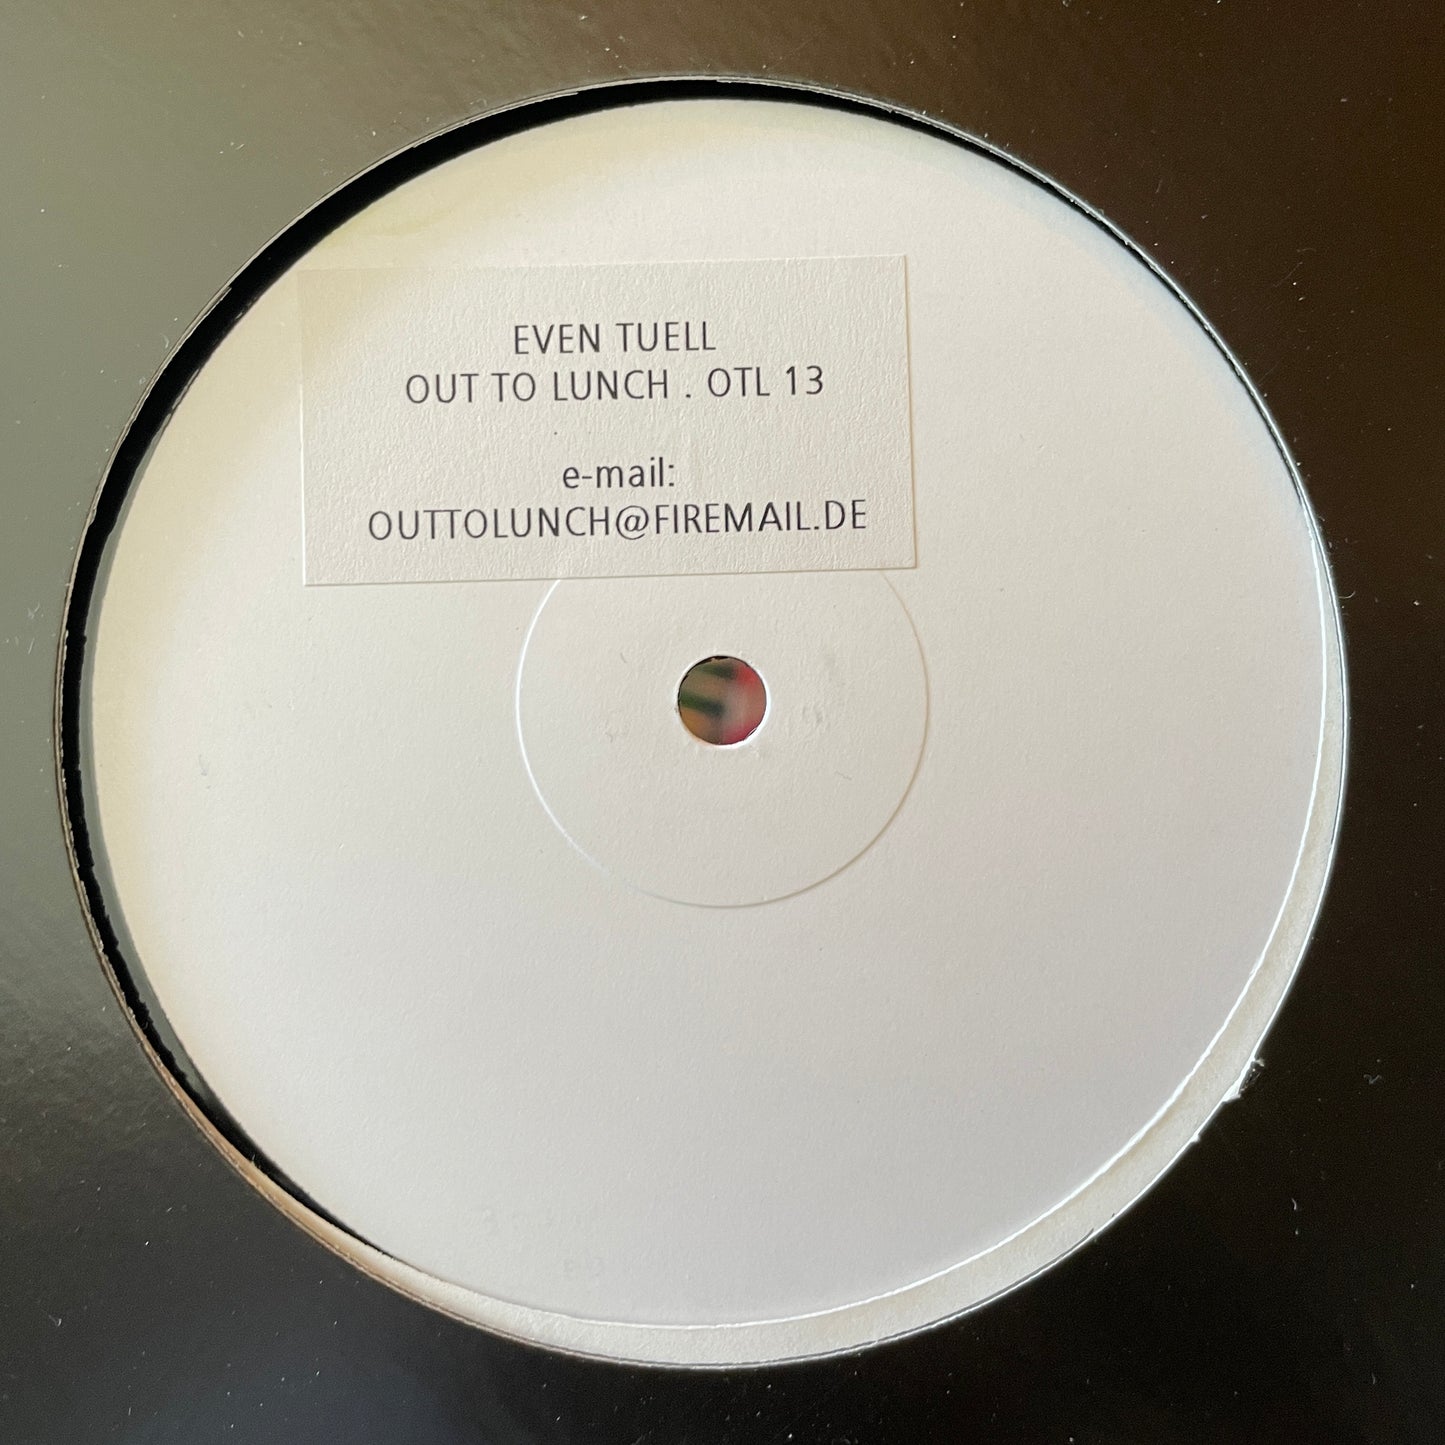 EVEN TUELL
OUT TO LUNCH . OTL 13
e-mail:
OUTTOLUNCH@FIREMAIL.DE